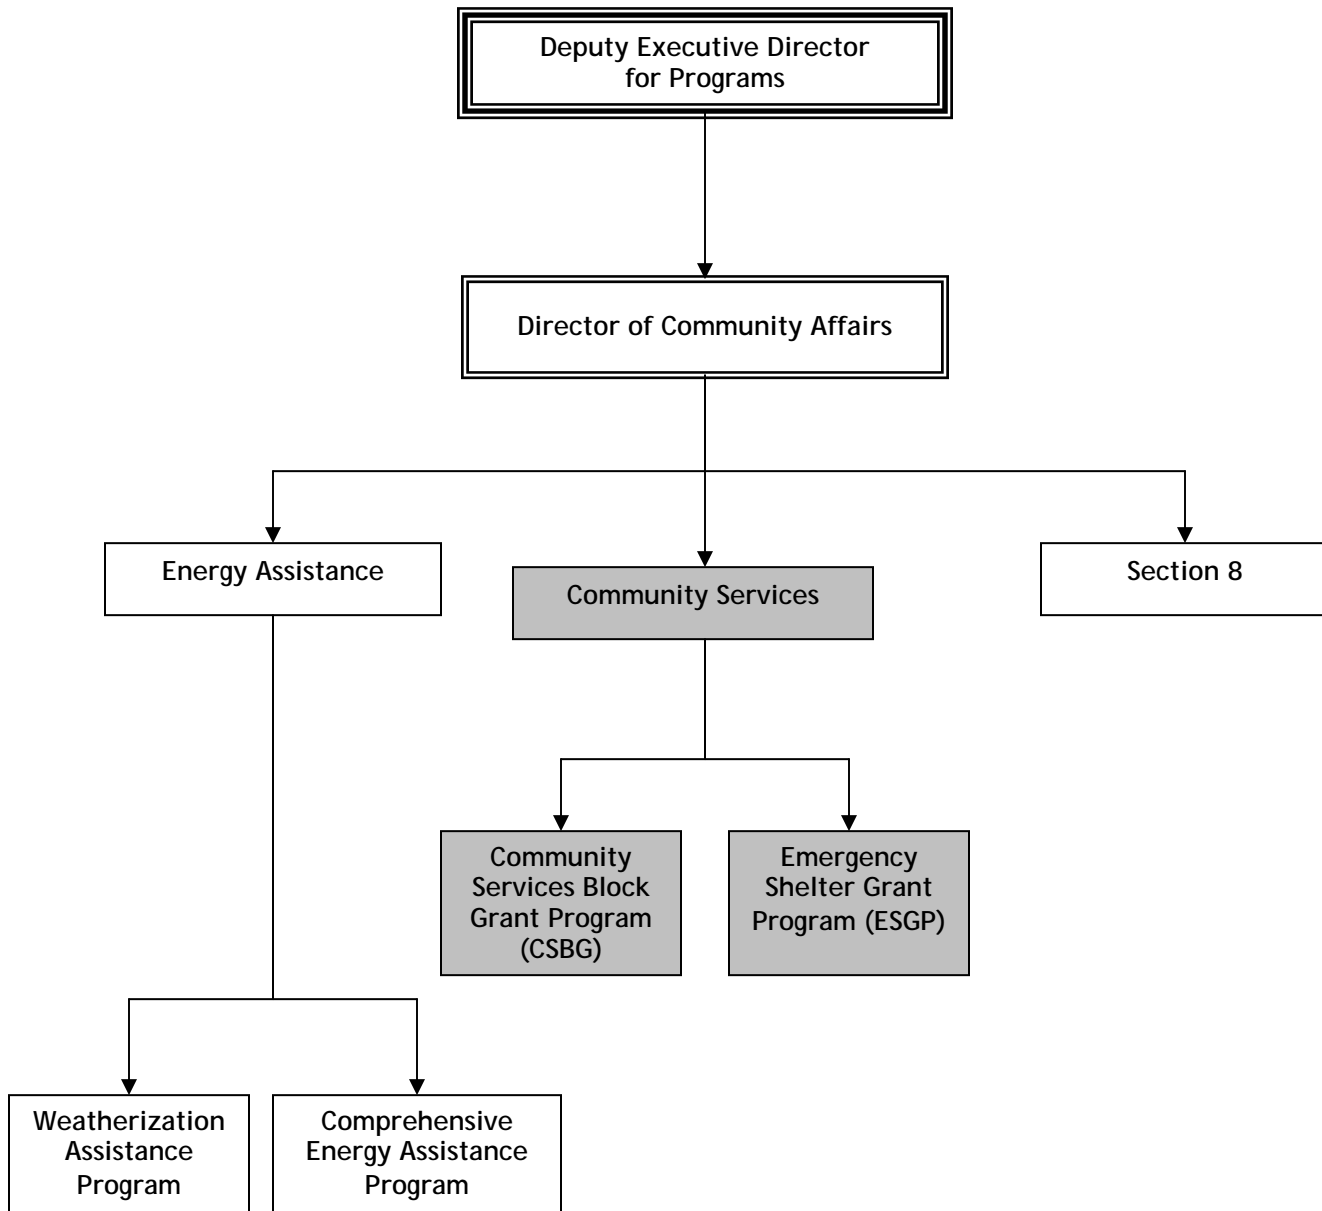 Deputy Executive Director
for Programs
Director of Community Affairs
Energy Assistance
Community Services
Section 8
Community
Services Block
Grant Program
(CSBG)
Emergency
Shelter Grant
Program (ESGP)
Weatherization
Assistance
Program
Comprehensive
Energy Assistance
Program